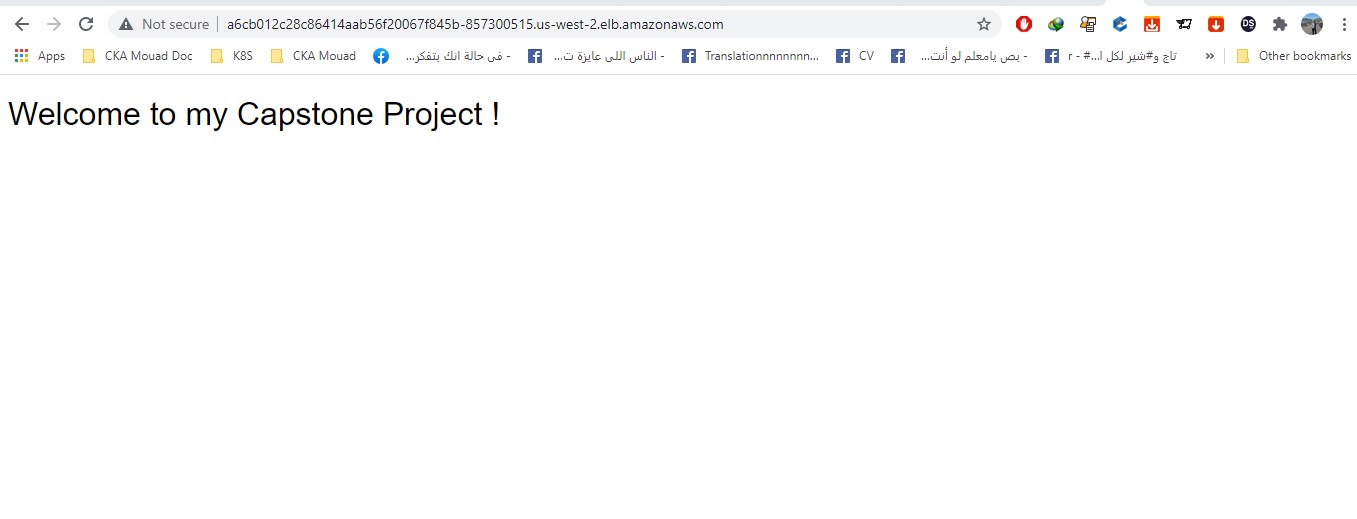 Not secure | a6cb012c28c86414aab56f20067f845b-857300515.us-west-2.elb.amazonaws.com DS
Apps CKA Mouad Doc K8S CKA Mouad فى حالة انك بتفكر... - الناس اللى عايزة ت... - Translationnnnnnnn... CV بص يامعلم لو أنت... - r - #تاج و#شير لكل ا... » Other bookmarks
Welcome to my Capstone Project !